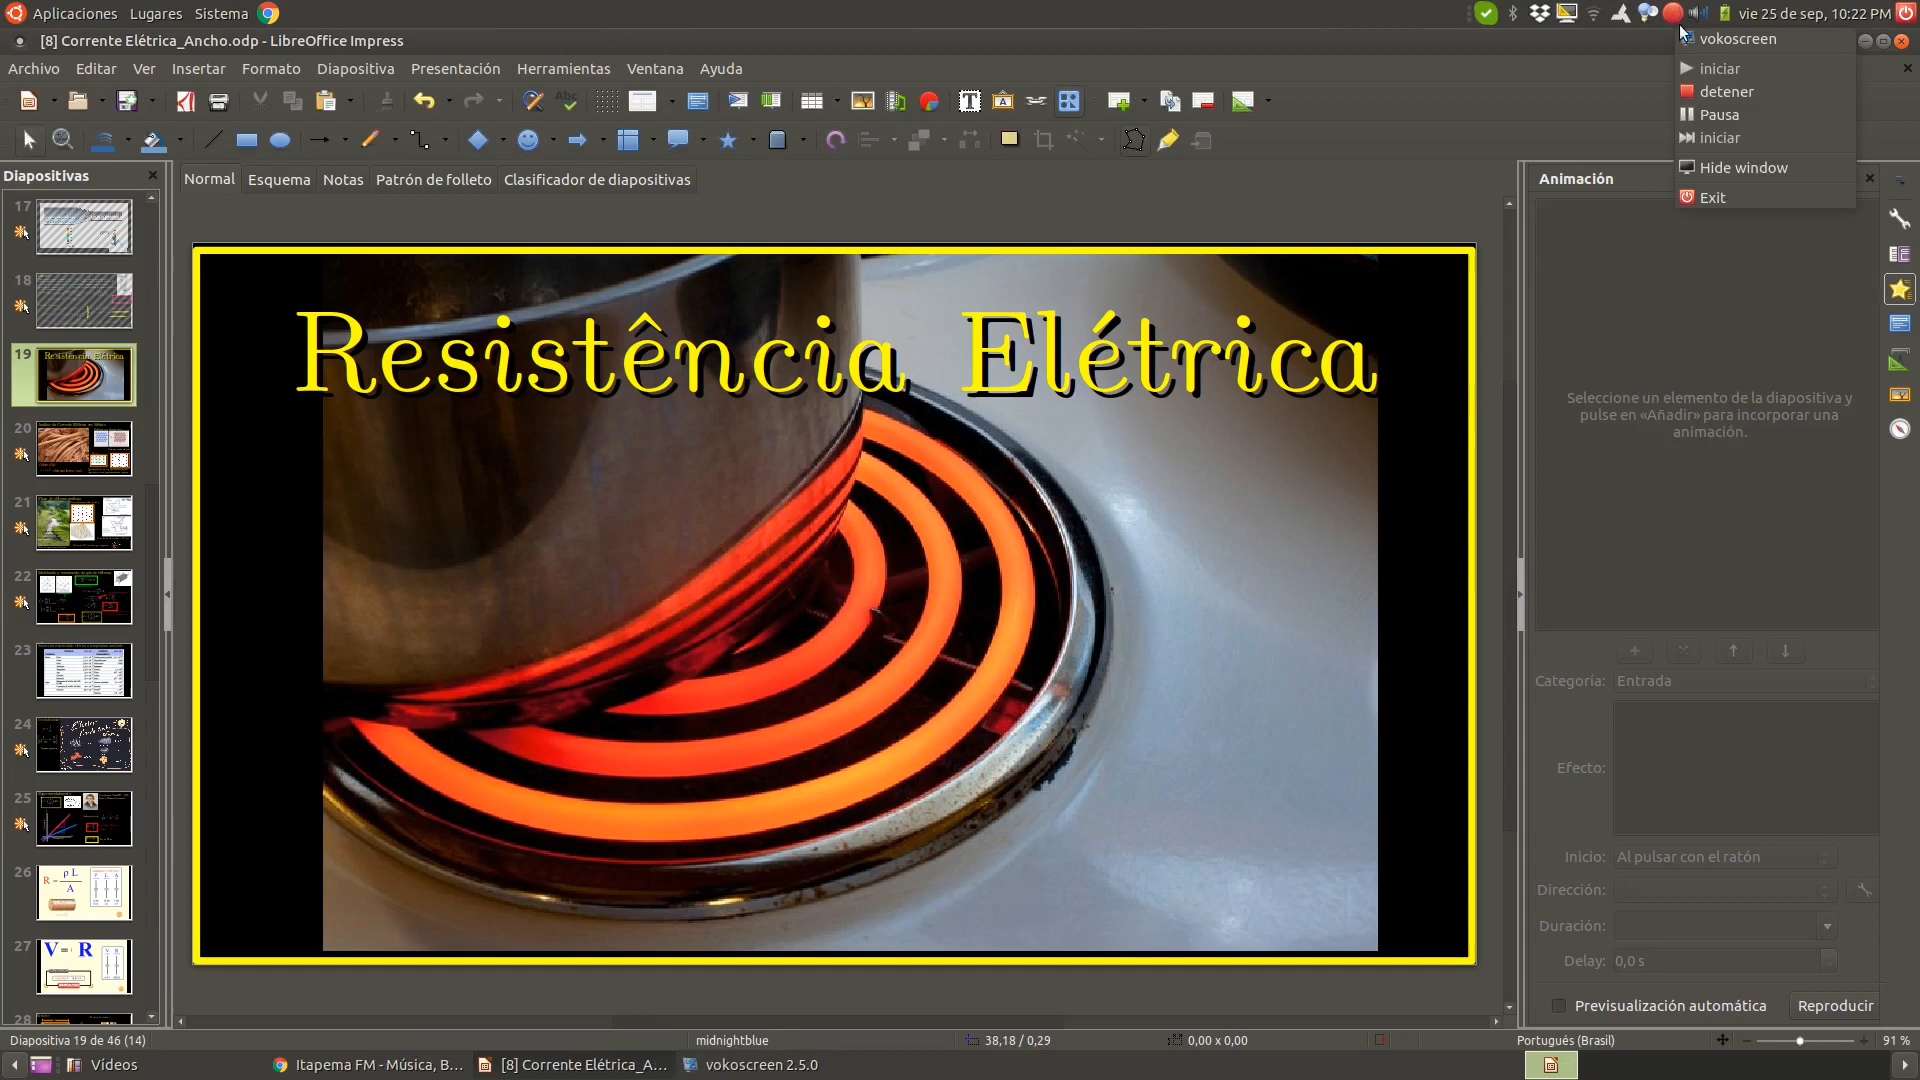 Aplicaciones Lugares Sistema
vie 25 de sep, 10:22 PM
[8] Corrente Elétrica_Ancho.odp - LibreOffice Impress
vokoscreen
iniciar
detener
Pausa
iniciar
Hide window
Exit
Archivo Editar Ver Insertar Formato Diapositiva Presentación Herramientas Ventana Ayuda
Diapositivas
Normal Esquema Notas Patrón de folleto Clasificador de diapositivas
Animación
17
18
19
Resistência Elétrica
20
21
22
23
24
25
26
R = ρ L
A
27
V = I R
28
Resistência Elétrica
Seleccione un elemento de la diapositiva y
pulse en «Añadir» para incorporar una
animación.
Categoría: Entrada
Efecto:
Inicio: Al pulsar con el ratón
Dirección:
Duración:
Delay: 0,0 s
Previsualización automática Reproducir
Diapositiva 19 de 46 (14) midnightblue 38,18 / 0,29 0,00 x 0,00 Portugués (Brasil) 91 %
Vídeos Itapema FM - Música, B... [8] Corrente Elétrica_A... vokoscreen 2.5.0